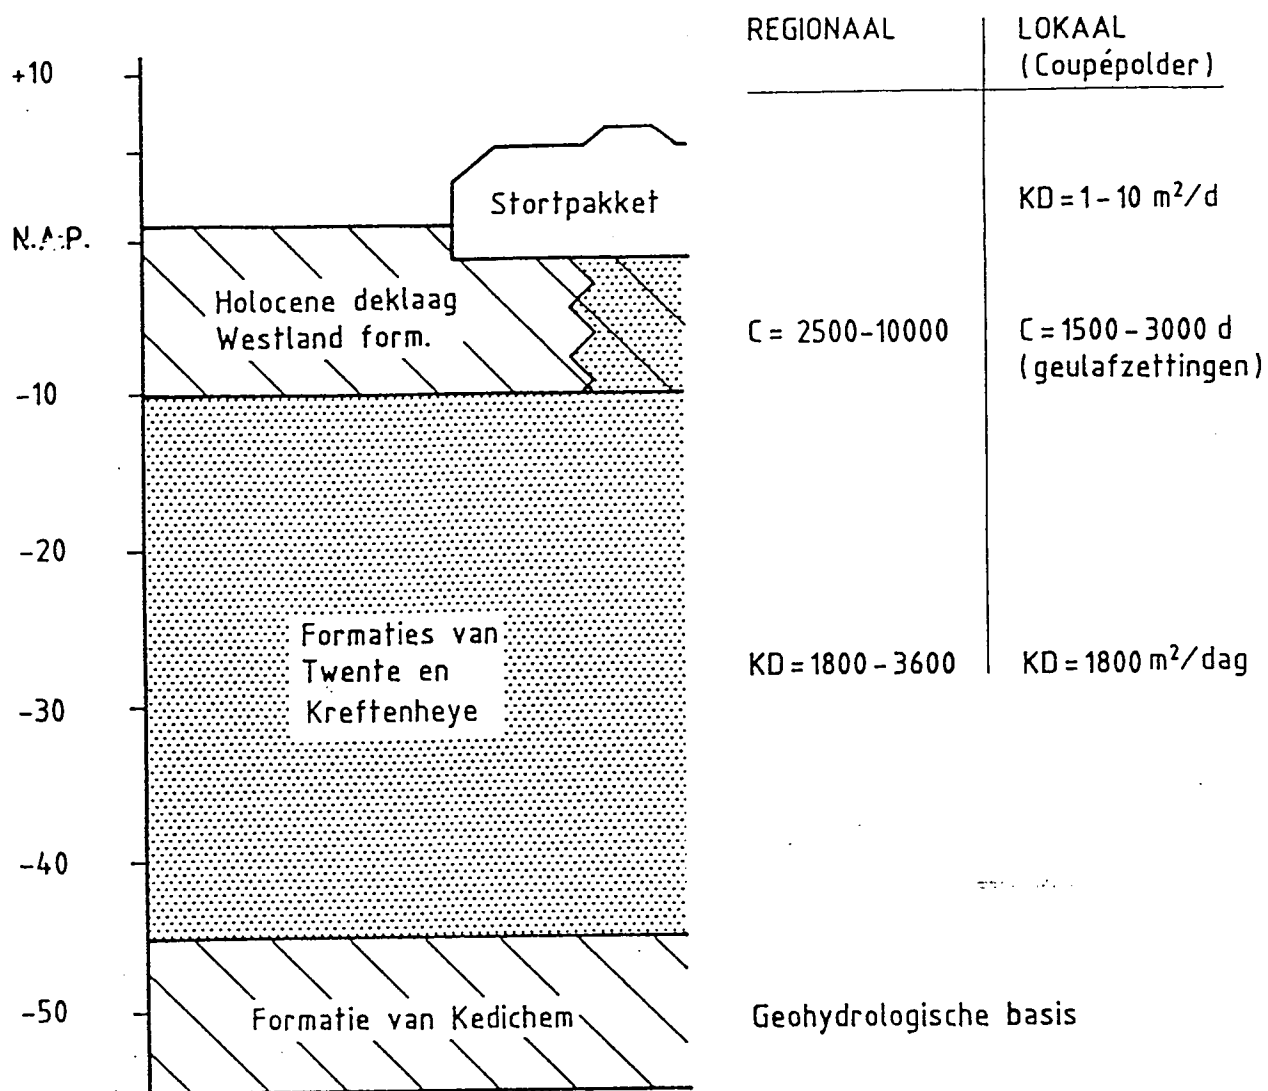 REGIONAAL
LOKAAL
(Coupépolder)
+10
Stortpakket
KD = 1 - 10 m²/d
N.A.P.
Holocene deklaag
Westland form.
C = 2500-10000
C = 1500 - 3000 d
(geulafzettingen)
-10
-20
Formaties van
Twente en
Kreftenheye
KD = 1800 - 3600
KD = 1800 m²/dag
-30
-40
-50
Formatie van Kedichem
Geohydrologische basis